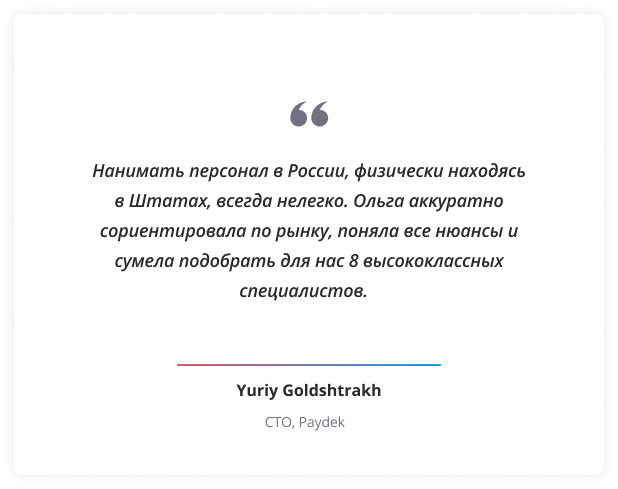 “
Нанимать персонал в России, физически находясь
в Штатах, всегда нелегко. Ольга аккуратно
сориентировала по рынку, поняла все нюансы и
сумела подобрать для нас 8 высококлассных
специалистов.
Yuriy Goldshtrakh
CTO, Paydek